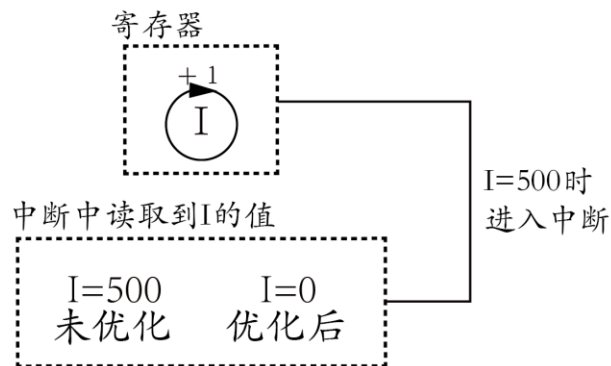 寄存器
+1
I
I=500时
进入中断
中断中读取到I的值
I=500
未优化
I=0
优化后